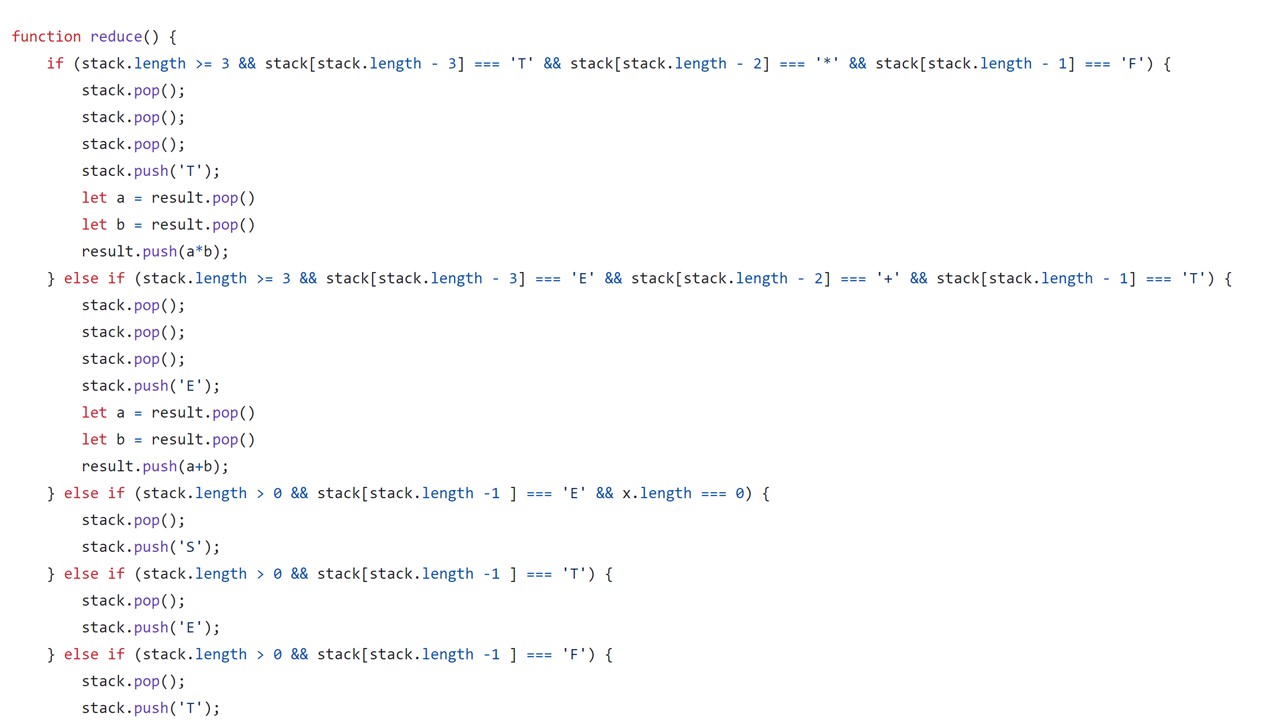 function reduce() {
    if (stack.length >= 3 && stack[stack.length - 3] === 'T' && stack[stack.length - 2] === '*' && stack[stack.length - 1] === 'F') {
        stack.pop();
        stack.pop();
        stack.pop();
        stack.push('T');
        let a = result.pop()
        let b = result.pop()
        result.push(a*b);
    } else if (stack.length >= 3 && stack[stack.length - 3] === 'E' && stack[stack.length - 2] === '+' && stack[stack.length - 1] === 'T') {
        stack.pop();
        stack.pop();
        stack.pop();
        stack.push('E');
        let a = result.pop()
        let b = result.pop()
        result.push(a+b);
    } else if (stack.length > 0 && stack[stack.length -1 ] === 'E' && x.length === 0) {
        stack.pop();
        stack.push('S');
    } else if (stack.length > 0 && stack[stack.length -1 ] === 'T') {
        stack.pop();
        stack.push('E');
    } else if (stack.length > 0 && stack[stack.length -1 ] === 'F') {
        stack.pop();
        stack.push('T');